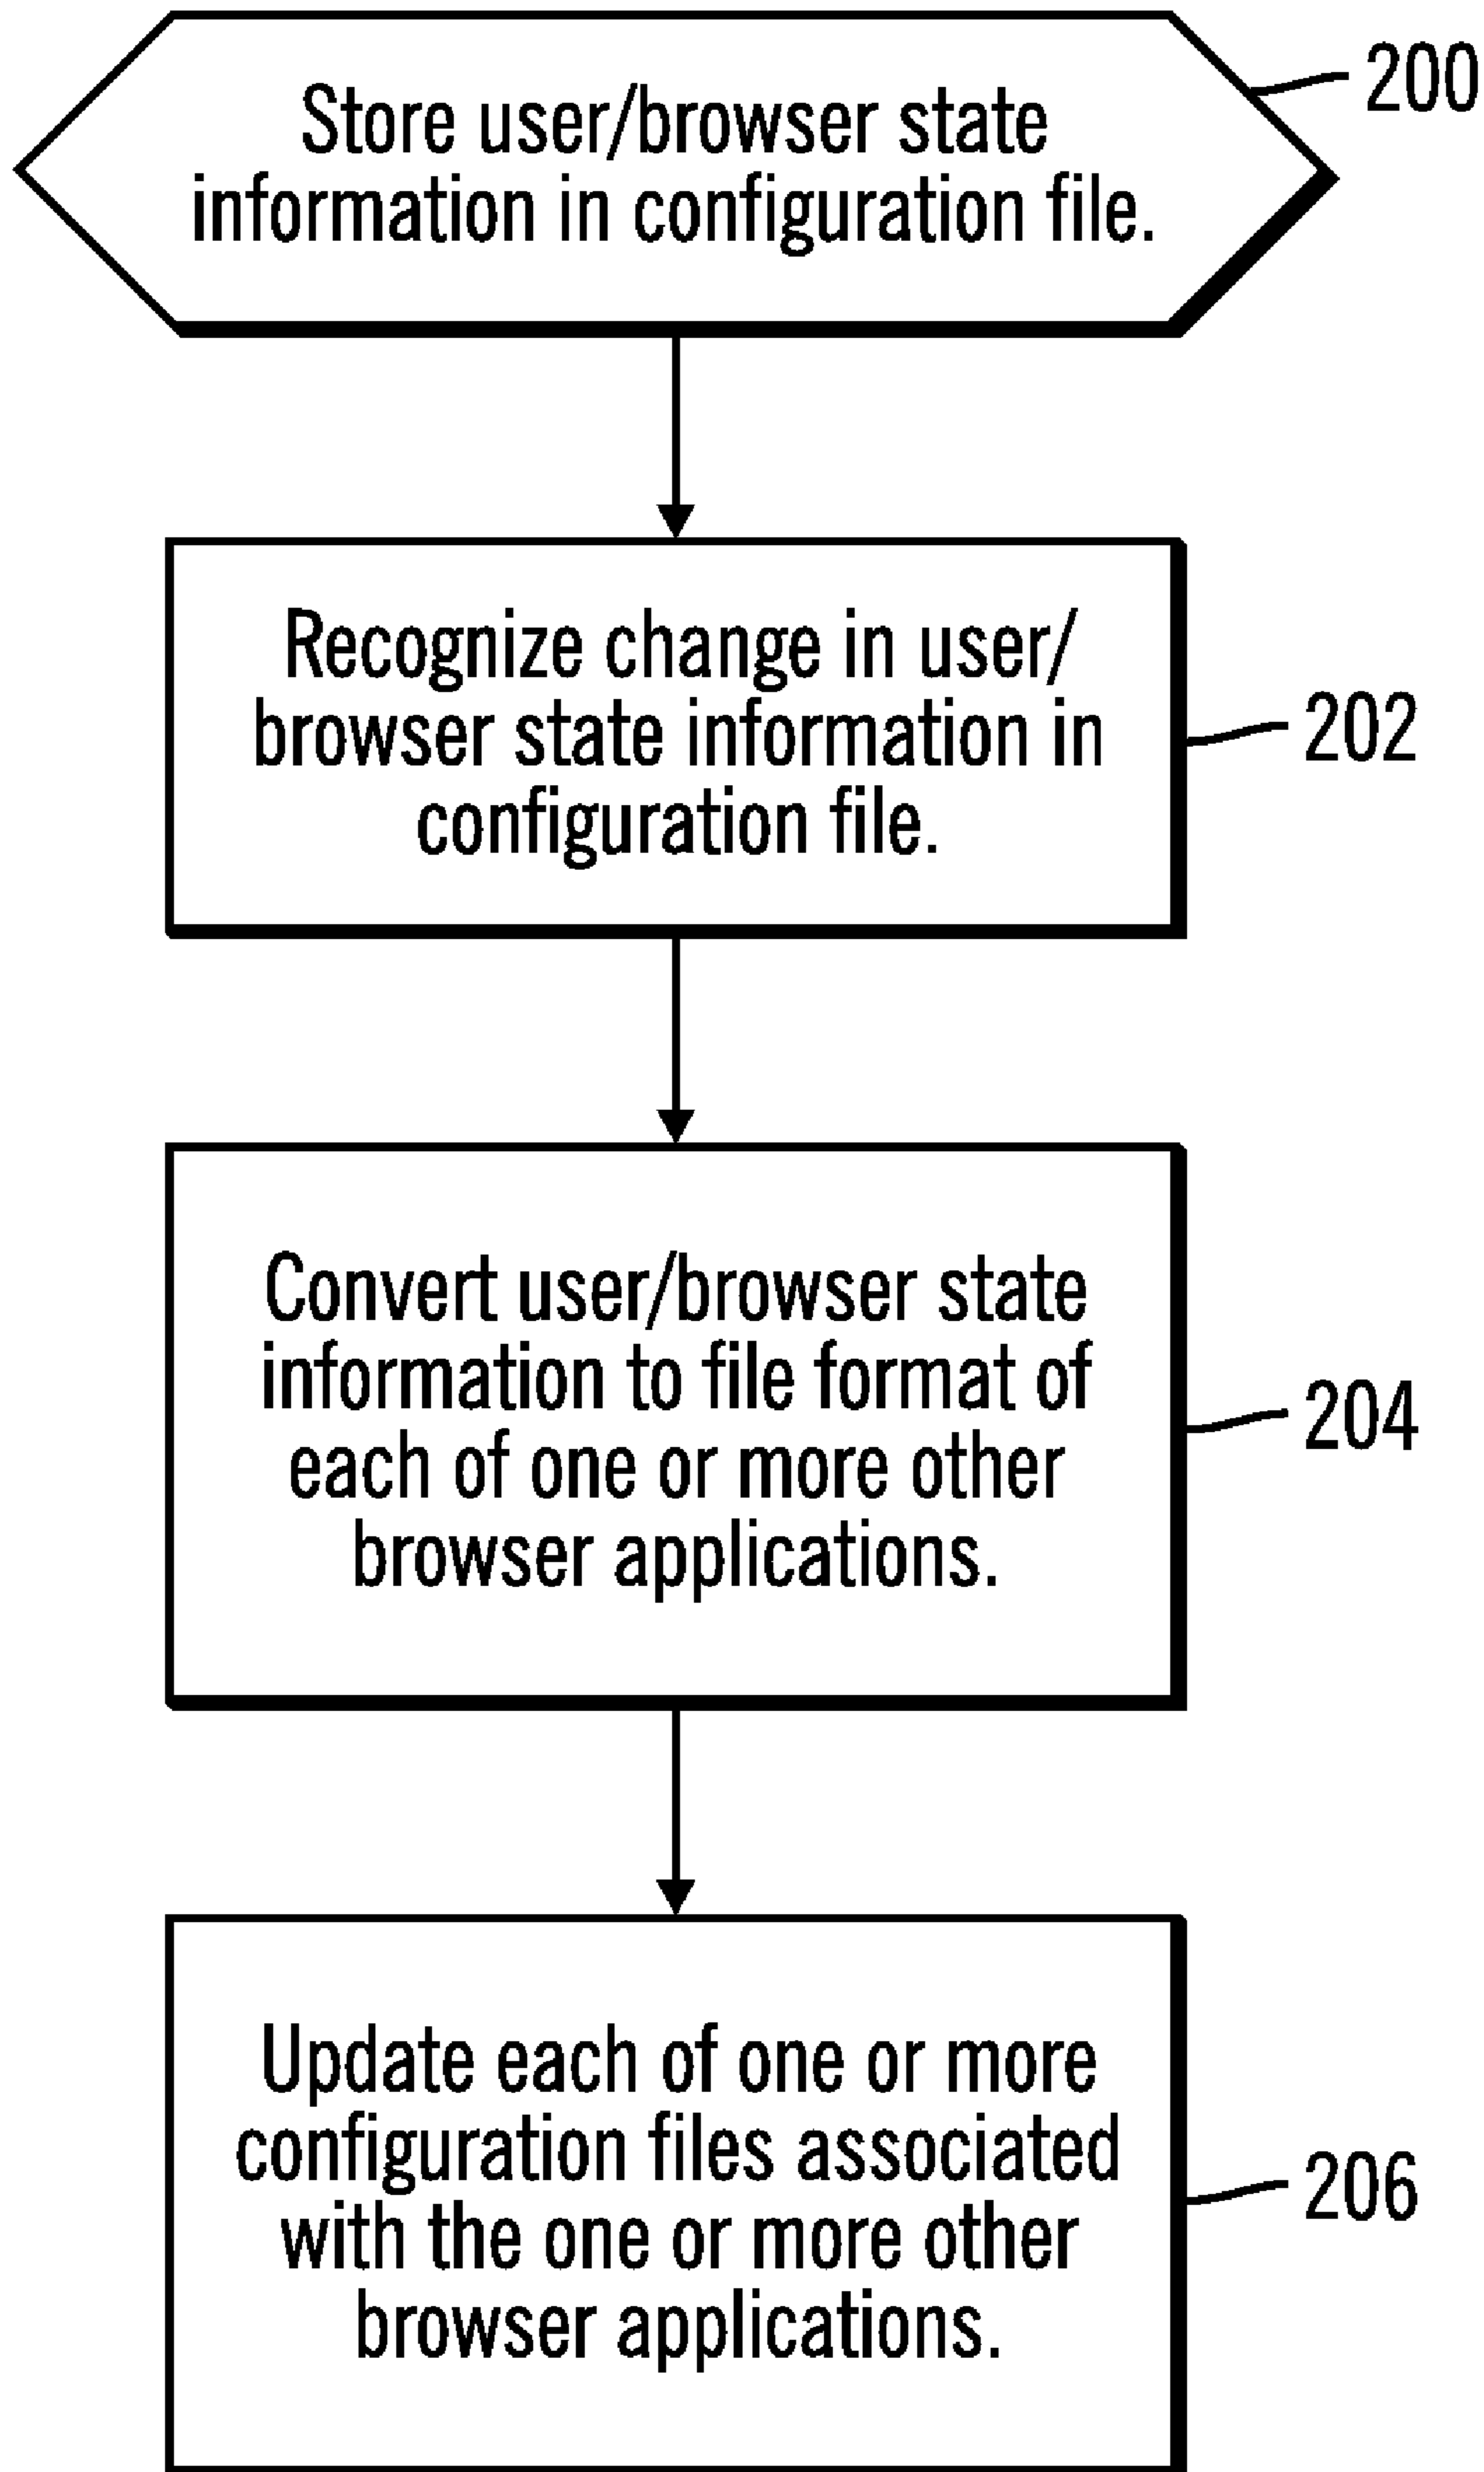 Store user/browser state
information in configuration file.
200
Recognize change in user/
browser state information in
configuration file.
202
Convert user/browser state
information to file format of
each of one or more other
browser applications.
204
Update each of one or more
configuration files associated
with the one or more other
browser applications.
206